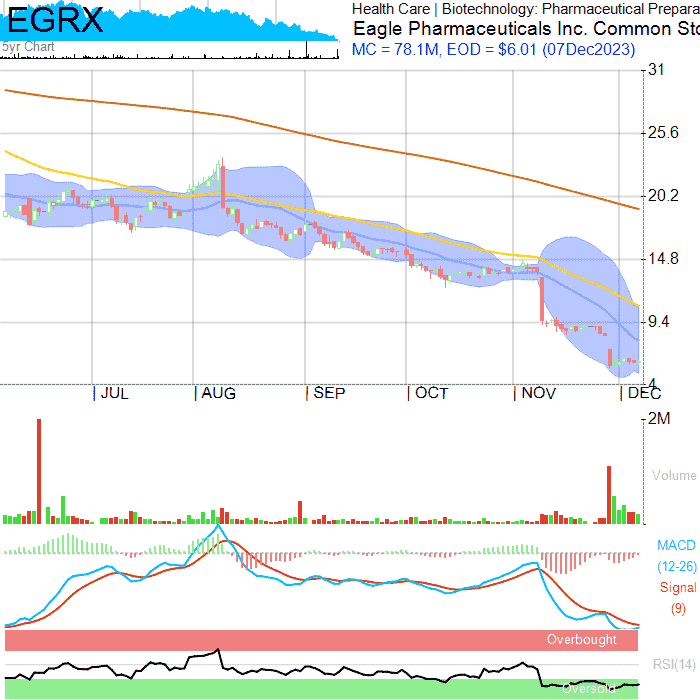 EGRX
5yr Chart
Health Care | Biotechnology: Pharmaceutical Prepara
Eagle Pharmaceuticals Inc. Common Sto
MC = 78.1M, EOD = $6.01 (07Dec2023)
31
25.6
20.2
14.8
9.4
4
JUL AUG SEP OCT NOV DEC
2M
Volume
MACD
(12-26)
Signal
(9)
Overbought
RSI(14)
Oversold